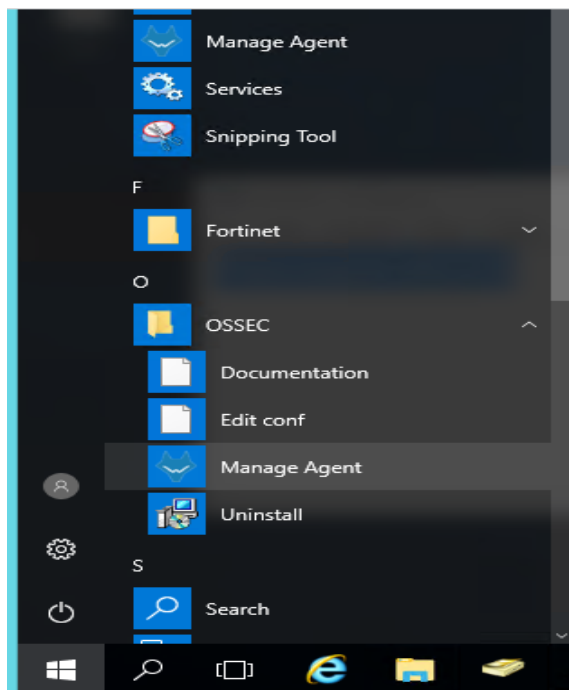 Manage Agent
Services
Snipping Tool
F
Fortinet
O
OSSEC
Documentation
Edit conf
Manage Agent
Uninstall
S
Search